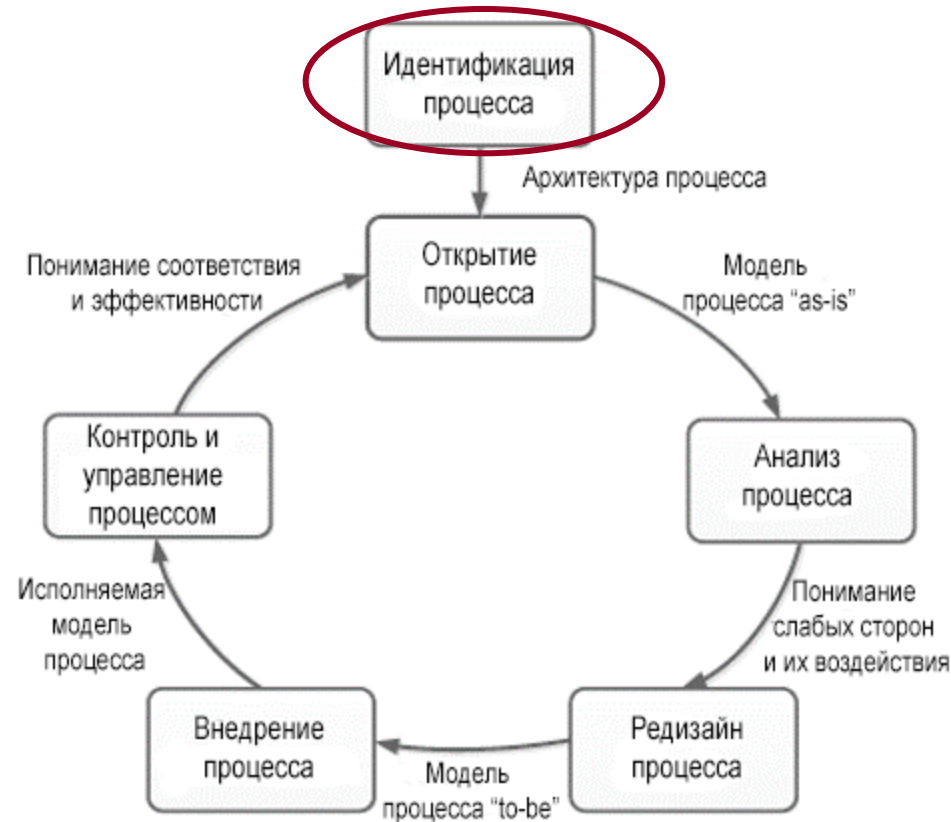 Идентификация
процесса
Архитектура процесса
Открытие
процесса
Понимание соответствия
и эффективности
Модель
процесса “as-is”
Контроль и
управление
процессом
Анализ
процесса
Исполняемая
модель
процесса
Понимание
слабых сторон
и их воздействия
Внедрение
процесса
Редизайн
процесса
Модель
процесса “to-be”